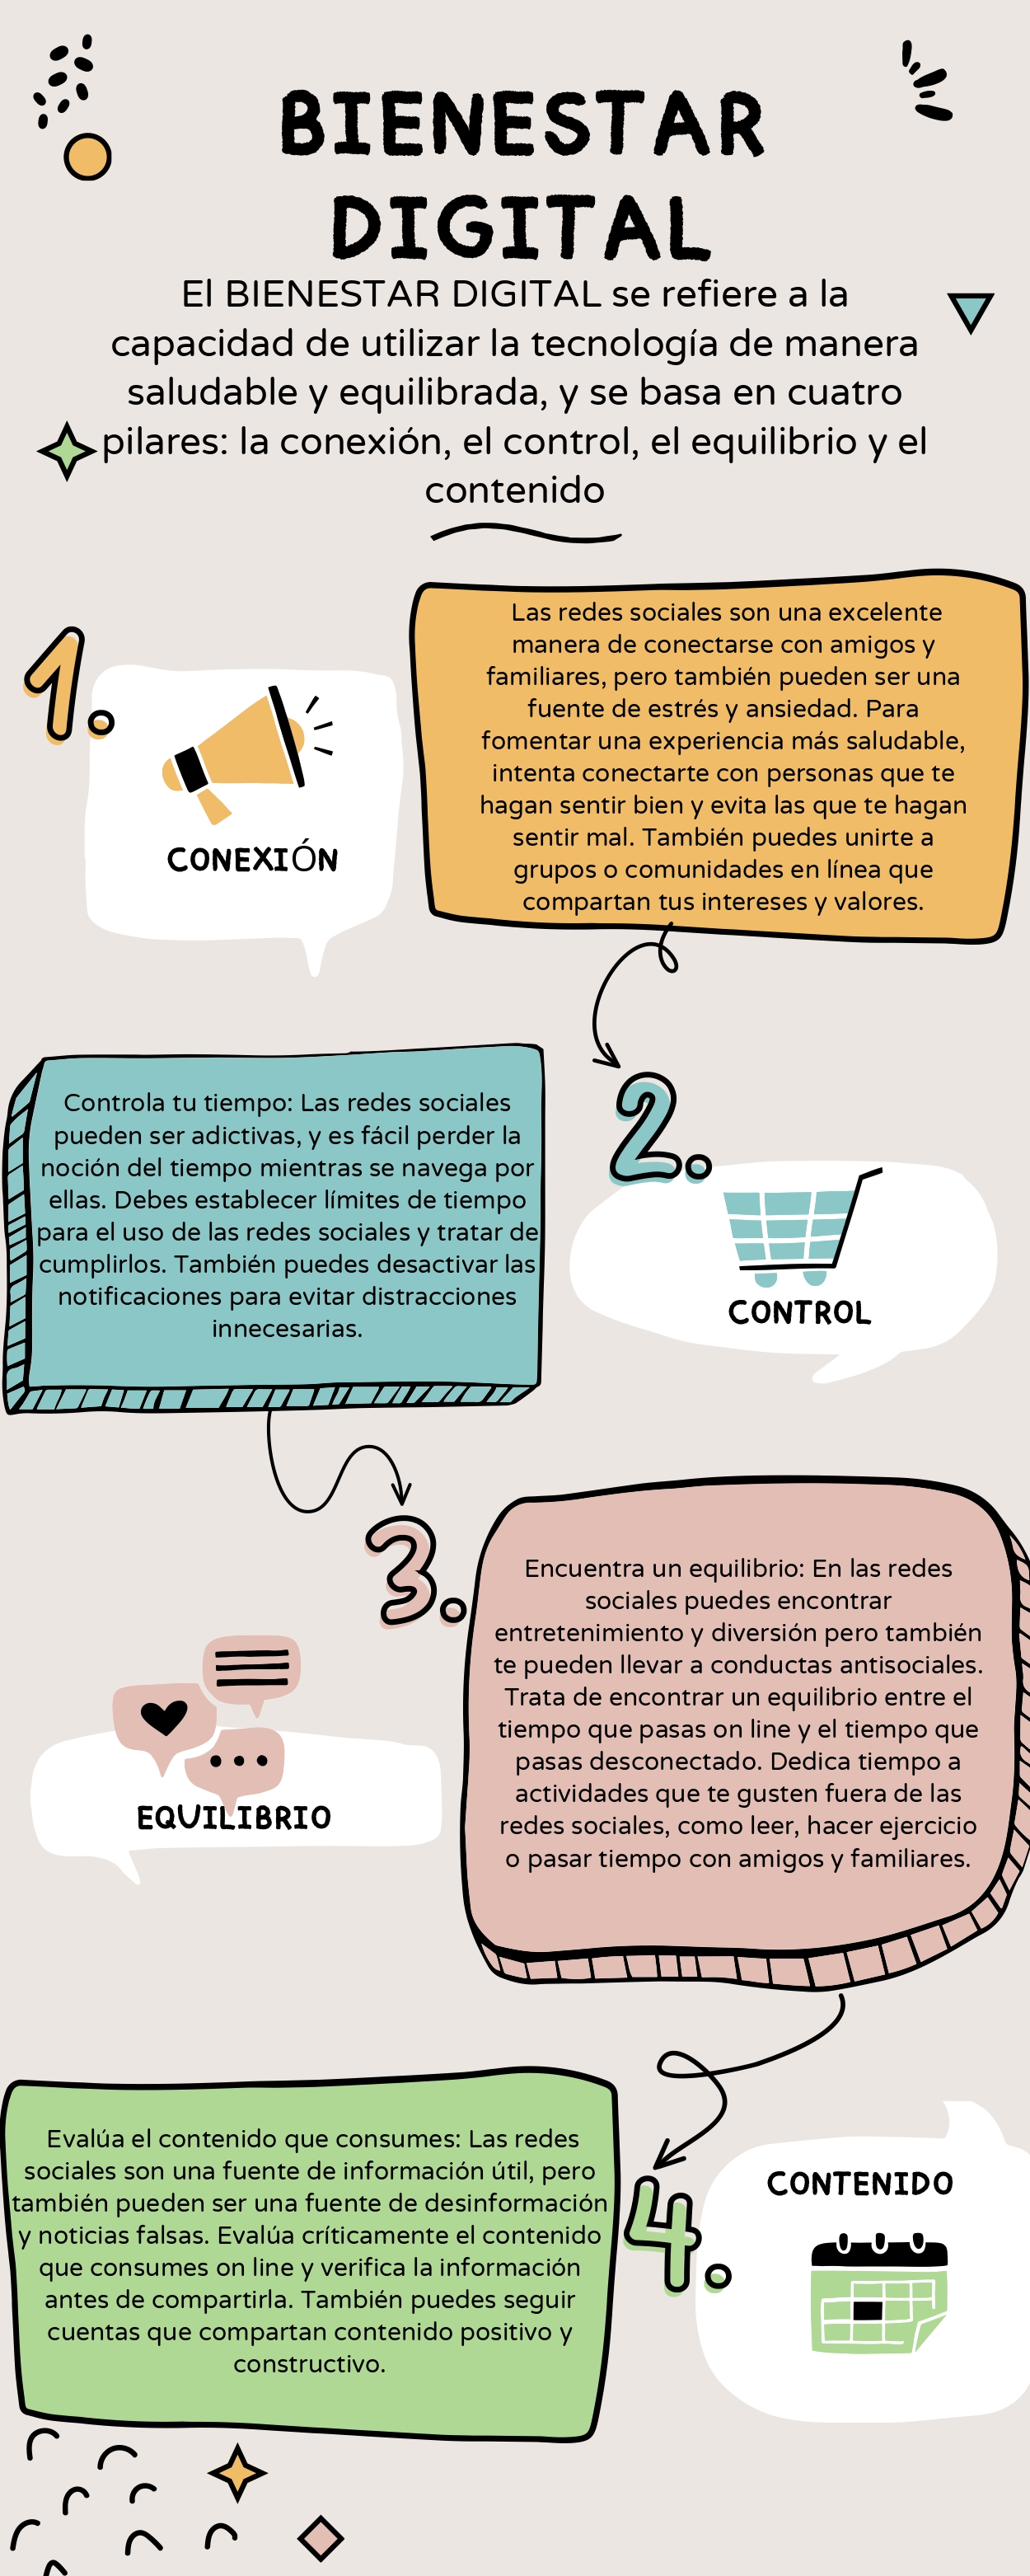 BIENESTAR
DIGITAL
El BIENESTAR DIGITAL se refiere a la
capacidad de utilizar la tecnología de manera
saludable y equilibrada, y se basa en cuatro
pilares: la conexión, el control, el equilibrio y el
contenido
1.
CONEXIÓN
Las redes sociales son una excelente
manera de conectarse con amigos y
familiares, pero también pueden ser una
fuente de estrés y ansiedad. Para
fomentar una experiencia más saludable,
intenta conectarte con personas que te
hagan sentir bien y evita las que te hagan
sentir mal. También puedes unirte a
grupos o comunidades en línea que
compartan tus intereses y valores.
2.
CONTROL
Controla tu tiempo: Las redes sociales
pueden ser adictivas, y es fácil perder la
noción del tiempo mientras se navega por
ellas. Debes establecer límites de tiempo
para el uso de las redes sociales y tratar de
cumplirlos. También puedes desactivar las
notificaciones para evitar distracciones
innecesarias.
3.
EQUILIBRIO
Encuentra un equilibrio: En las redes
sociales puedes encontrar
entretenimiento y diversión pero también
te pueden llevar a conductas antisociales.
Trata de encontrar un equilibrio entre el
tiempo que pasas on line y el tiempo que
pasas desconectado. Dedica tiempo a
actividades que te gusten fuera de las
redes sociales, como leer, hacer ejercicio
o pasar tiempo con amigos y familiares.
4.
CONTENIDO
Evalúa el contenido que consumes: Las redes
sociales son una fuente de información útil, pero
también pueden ser una fuente de desinformación
y noticias falsas. Evalúa críticamente el contenido
que consumes on line y verifica la información
antes de compartirla. También puedes seguir
cuentas que compartan contenido positivo y
constructivo.